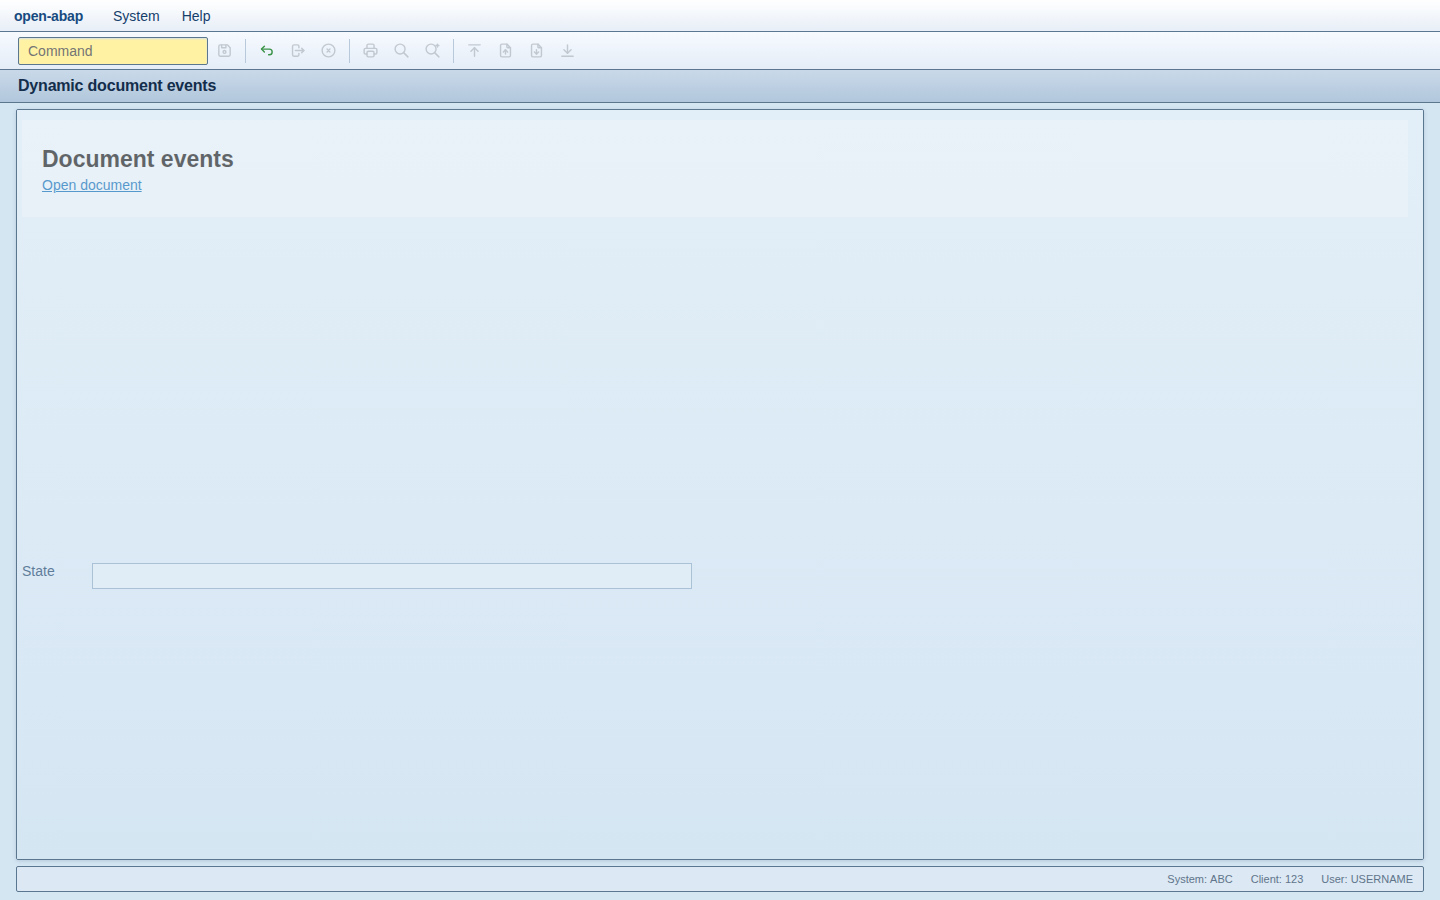 open-abap System Help
Command
Dynamic document events
Document events
Open document
State
System: ABC Client: 123 User: USERNAME